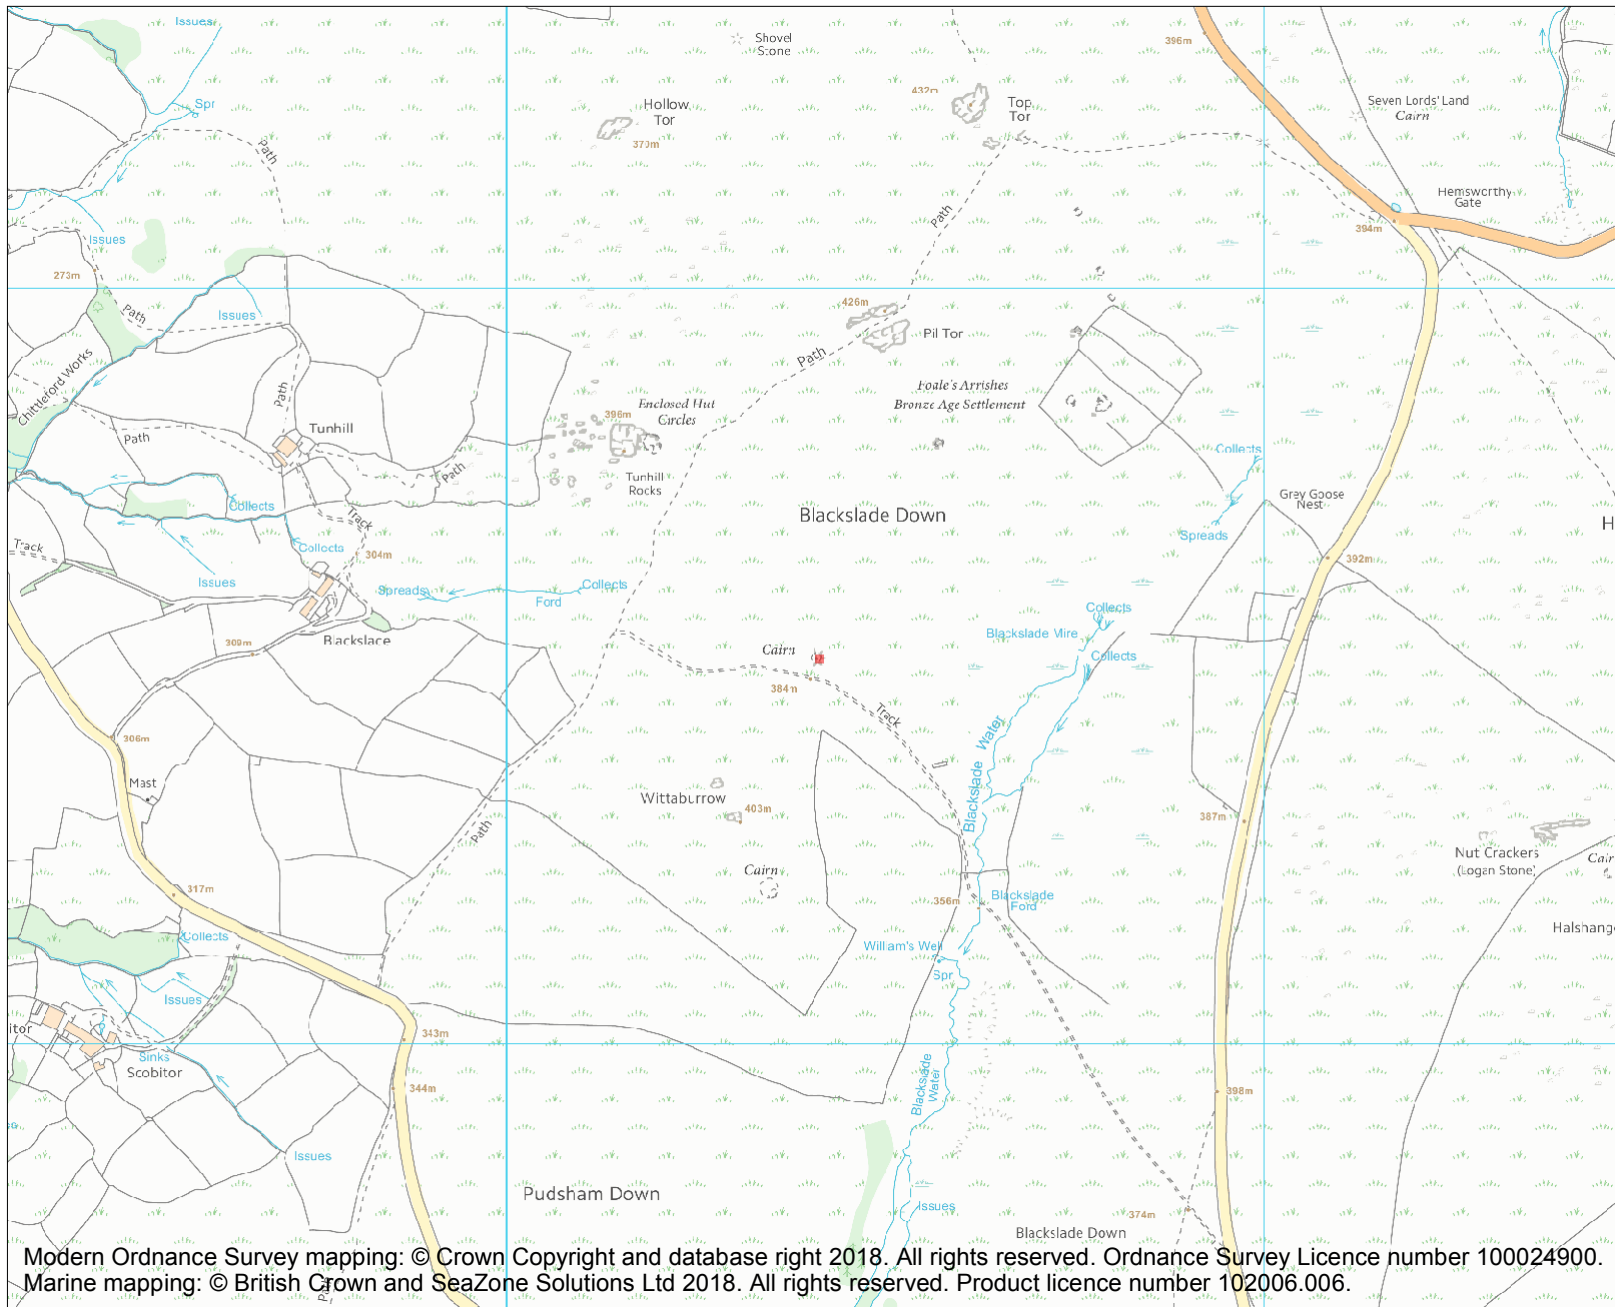 Issues
Shovel
Stone
396m
432m
Top
Tor
Hollow
Tor
370m
Spr
Seven Lords' Land
Cairn
Path
Hemsworthy
Gate
Path
394m
Issues
273m
Path
Issues
426m
Pil Tor
Path
Chittleford Works
Path
Foale's Arrishes
Bronze Age Settlement
Enclosed Hut
Circles
396m
Tunhill
Path
Collects
Path
Tunhill
Rocks
Grey Goose
Nest
Collects
Blackslade Down
Track
H
Spreads
Track
Collects
304m
392m
Issues
Spreads
Collects
Ford
Collects
Blackslade Mire
309m
Blackslade
Cairn
Collects
384m
Track
306m
Blackslade Water
Mast
Wittaburrow
403m
387m
Path
Nut Crackers
(Logan Stone)
Cair
Cairn
317m
356m
Blackslade
Ford
Halshang
Collects
William's Well
Spr
Issues
itor
343m
Sinks
Scobitor
Blackslade
Water
344m
398m
Issues
Pudsham Down
Issues
374m
Blackslade Down
Path
Modern Ordnance Survey mapping: © Crown Copyright and database right 2018. All rights reserved. Ordnance Survey Licence number 100024900.
Marine mapping: © British Crown and SeaZone Solutions Ltd 2018. All rights reserved. Product licence number 102006.006.